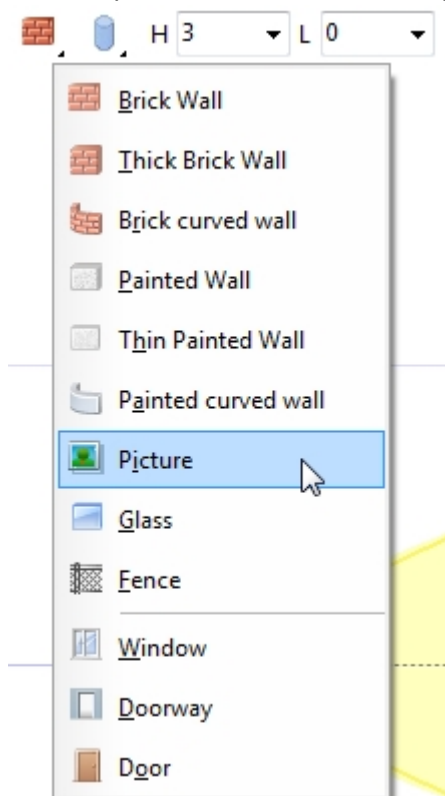 H 3 L 0
Brick Wall
Thick Brick Wall
Brick curved wall
Painted Wall
Thin Painted Wall
Painted curved wall
Picture
Glass
Fence
Window
Doorway
Door